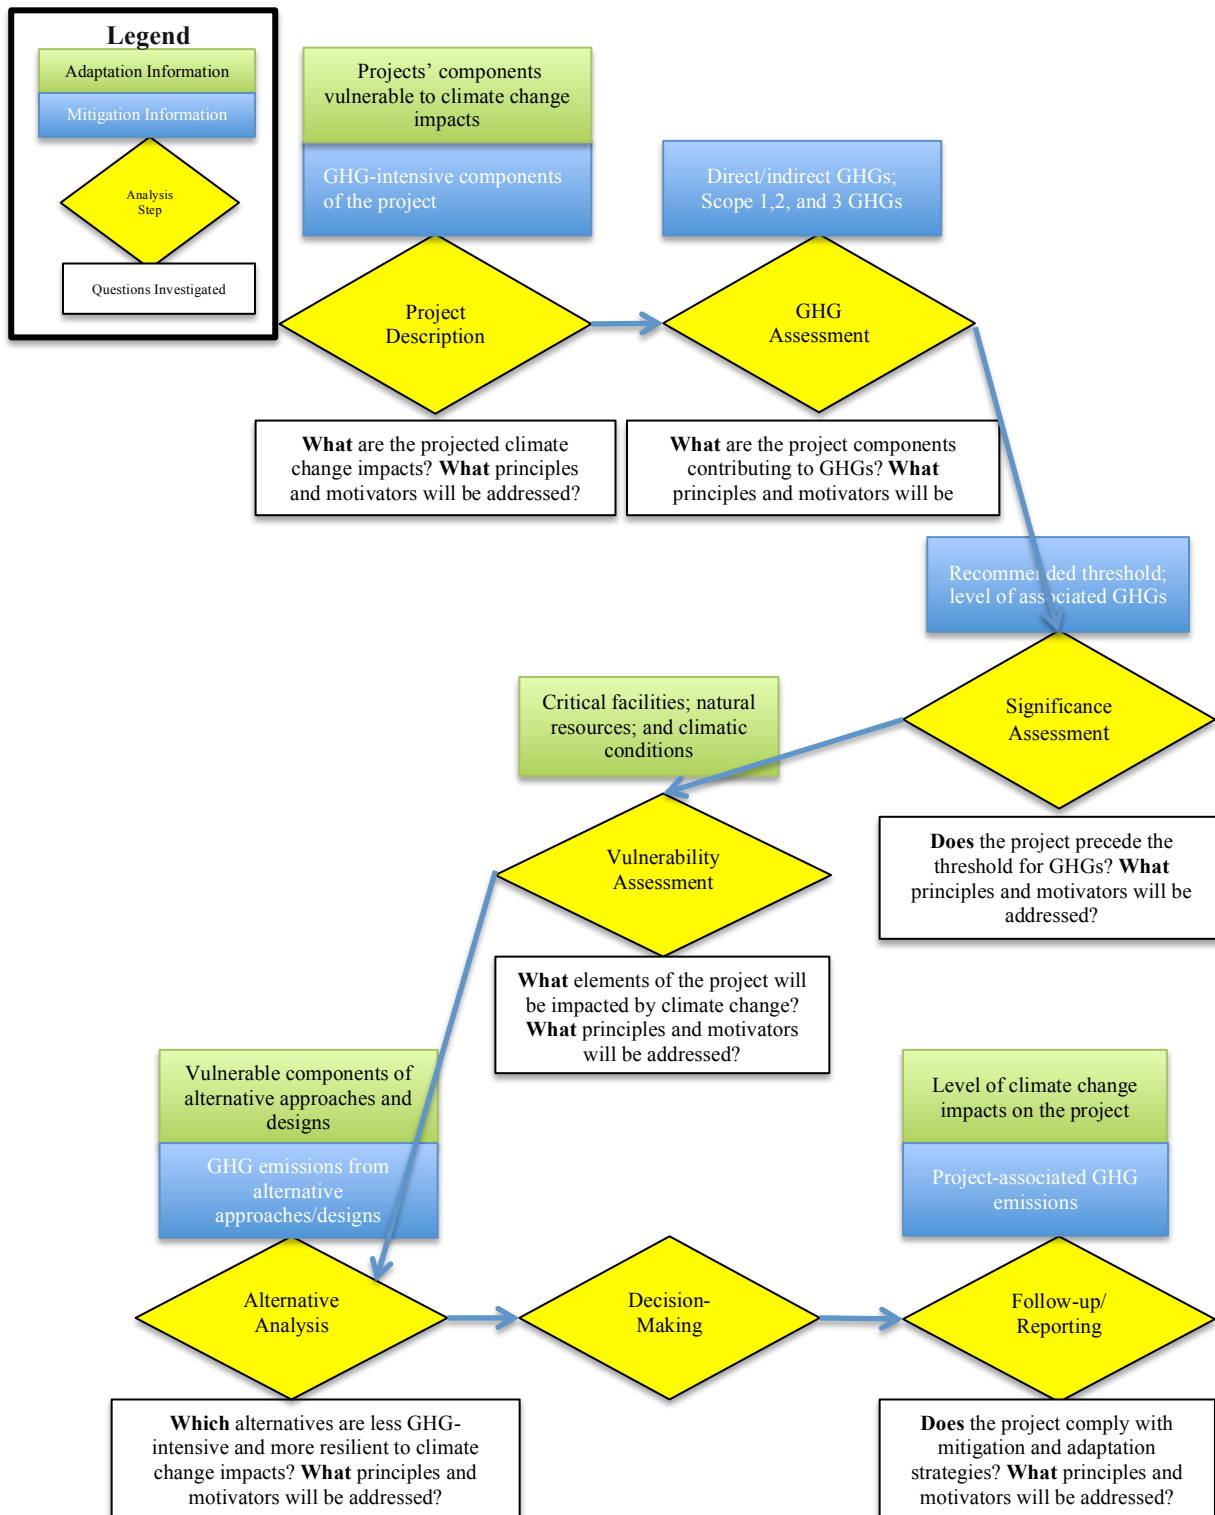 Legend
Adaptation Information
Mitigation Information
Analysis
Step
Questions Investigated
Projects’ components
vulnerable to climate change
impacts
GHG-intensive components
of the project
Project
Description
What are the projected climate
change impacts? What principles
and motivators will be addressed?
Direct/indirect GHGs;
Scope 1,2, and 3 GHGs
GHG
Assessment
What are the project components
contributing to GHGs? What
principles and motivators will be
Recommended threshold;
level of associated GHGs
Significance
Assessment
Does the project precede the
threshold for GHGs? What
principles and motivators will be
addressed?
Critical facilities; natural
resources; and climatic
conditions
Vulnerability
Assessment
What elements of the project will
be impacted by climate change?
What principles and motivators
will be addressed?
Vulnerable components of
alternative approaches and
designs
GHG emissions from
alternative
approaches/designs
Alternative
Analysis
Which alternatives are less GHG-
intensive and more resilient to climate
change impacts? What principles and
motivators will be addressed?
Decision-
Making
Level of climate change
impacts on the project
Project-associated GHG
emissions
Follow-up/
Reporting
Does the project comply with
mitigation and adaptation
strategies? What principles and
motivators will be addressed?